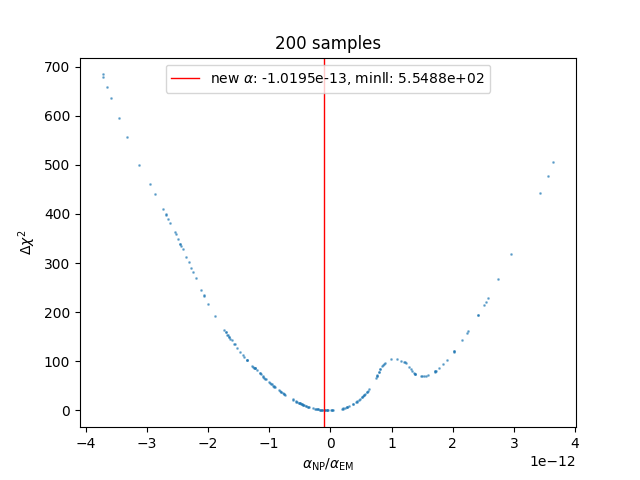 200 samples
new α: -1.0195e-13, minll: 5.5488e+02
700
600
500
400
300
200
100
0
Δχ²
−4 −3 −2 −1 0 1 2 3 4
1e−12
α_NP/α_EM